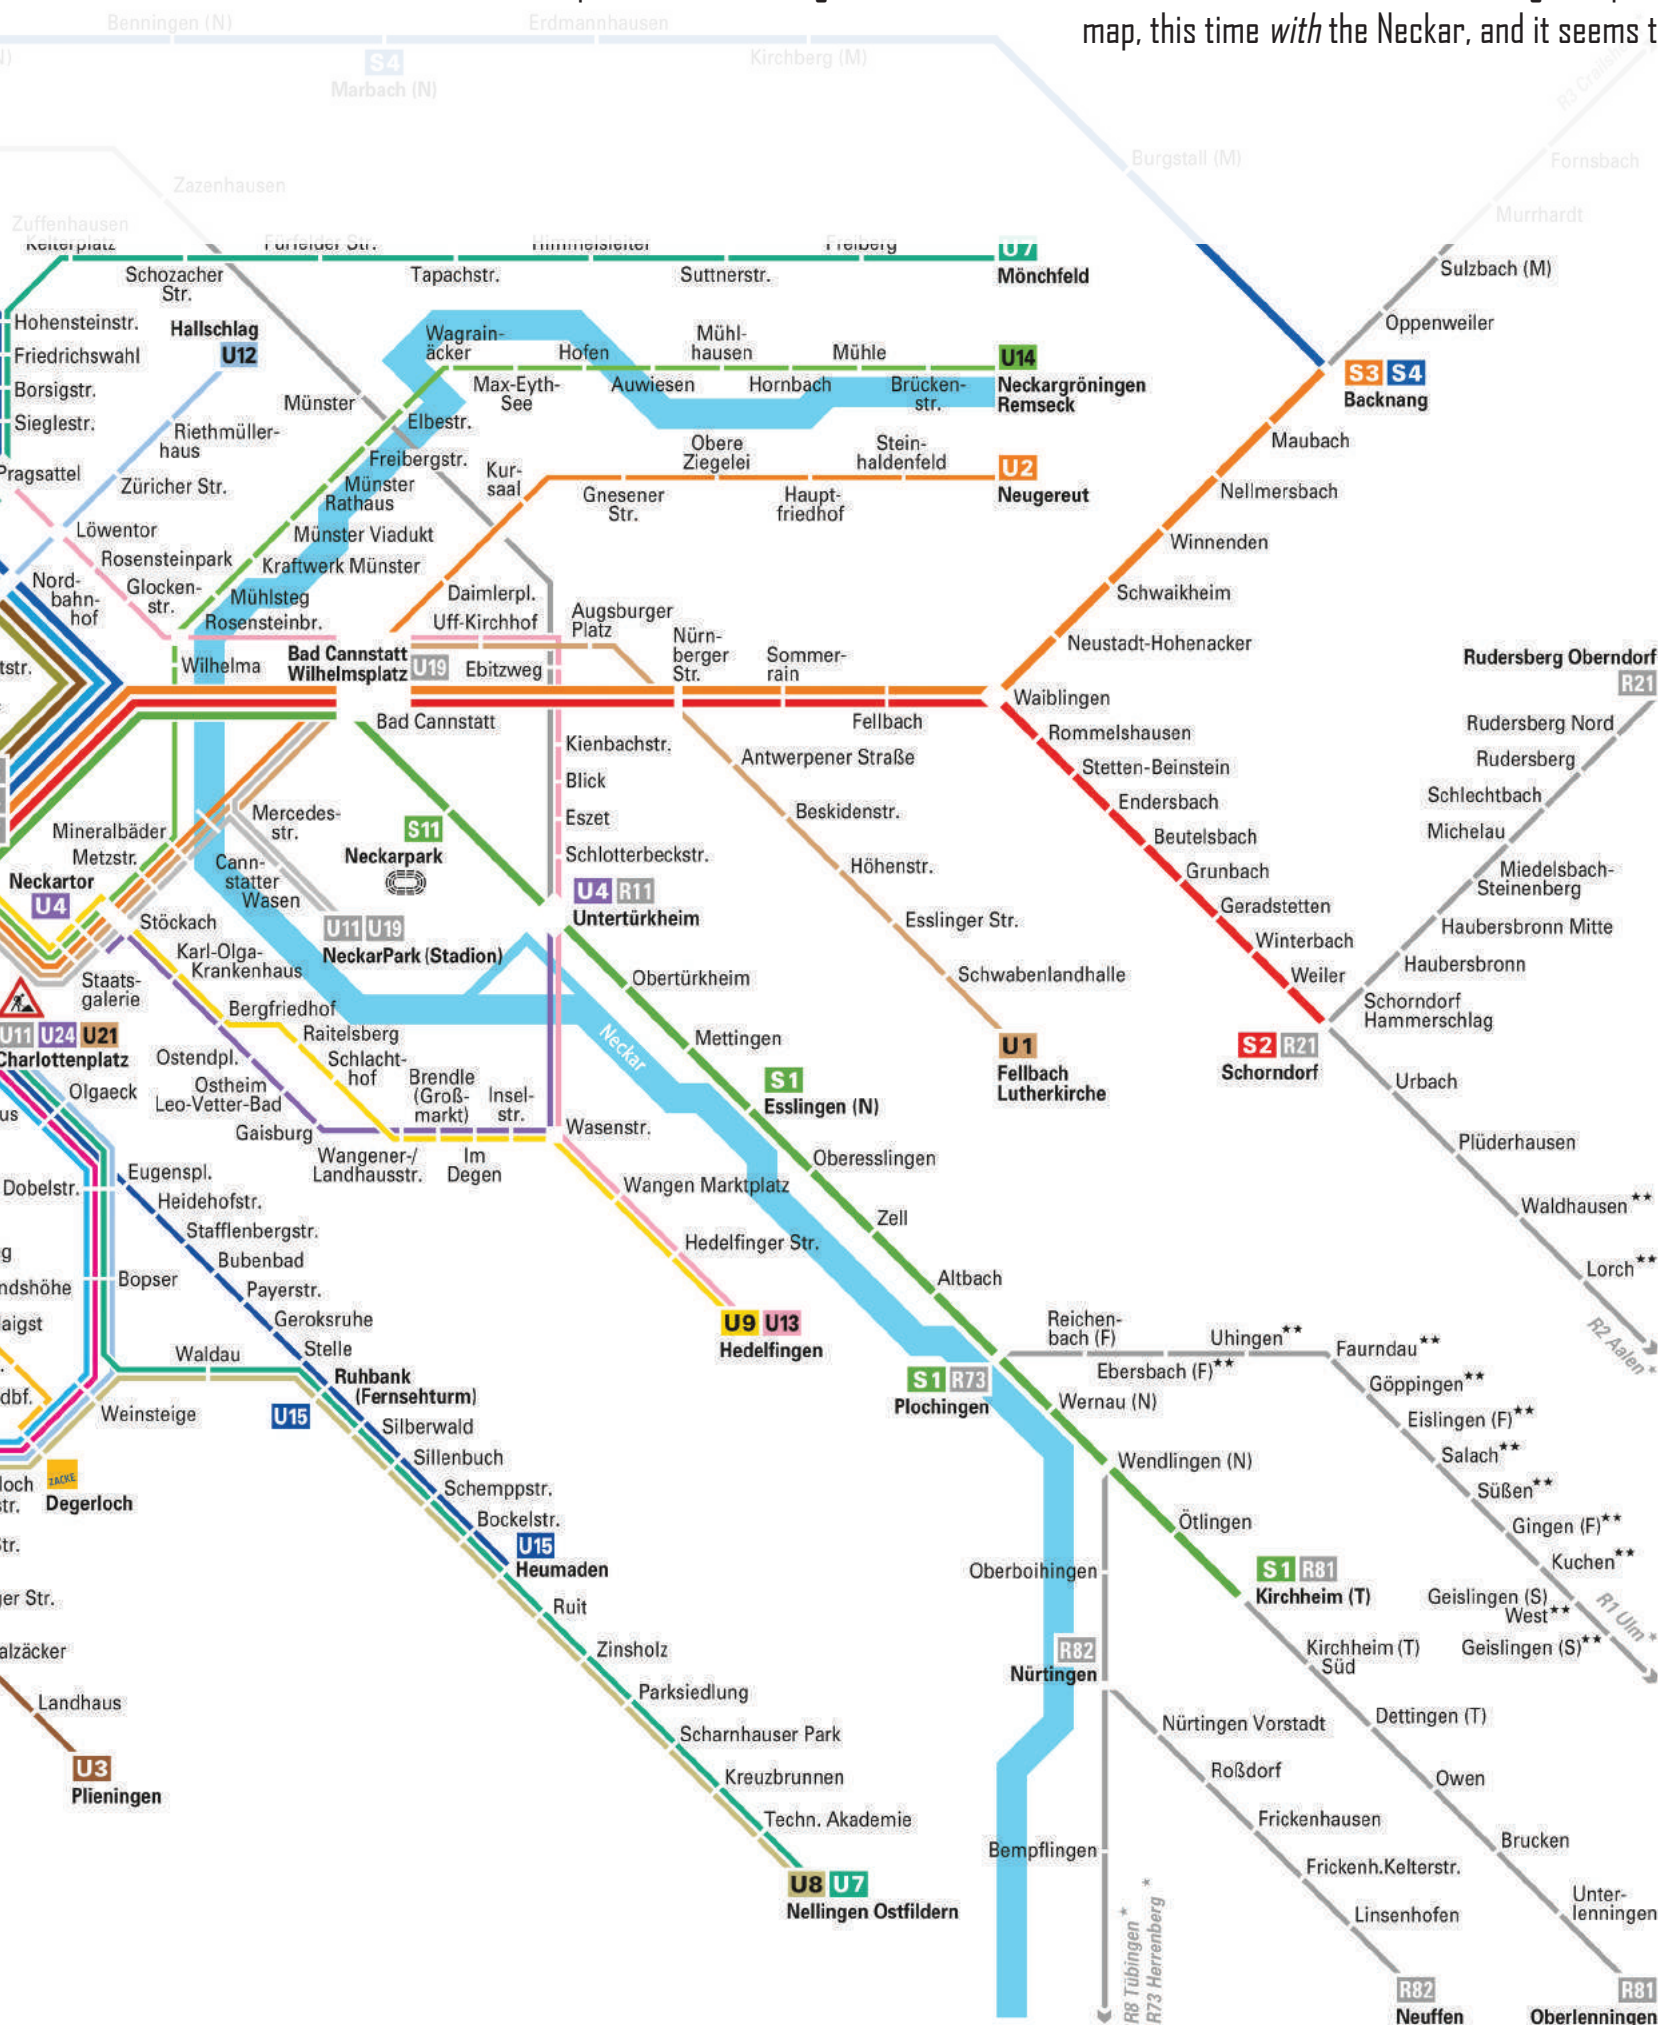 map, this time with the Neckar, and it seems t
Benningen (N)
Erdmannhausen
S4
Marbach (N)
Kirchberg (M)
R3 Crailsheim
Burgstall (M)
Fornsbach
Murrhardt
Zazenhausen
Zuffenhausen
Kelterplatz
Fürfelder Str.
Himmelsleiter
Freiberg
U7
Mönchfeld
Schozacher
Str.
Tapachstr.
Suttnerstr.
Sulzbach (M)
Oppenweiler
Hohensteinstr.
Friedrichswahl
Borsigstr.
Sieglestr.
Pragsattel
Hallschlag
U12
Riethmüller-
haus
Züricher Str.
Löwentor
Rosensteinpark
Glocken-
str.
Nord-
bahn-
hof
Münster
Wagrain-
äcker
Hofen
Mühl-
hausen
Mühle
U14
Neckargröningen
Remseck
Max-Eyth-
See
Auwiesen
Hornbach
Brücken-
str.
Elbestr.
Freibergstr.
Münster
Rathaus
Münster Viadukt
Kraftwerk Münster
Mühlsteg
Rosensteinbr.
Wilhelma
S3 S4
Backnang
Maubach
Nellmersbach
Winnenden
Schwaikheim
Neustadt-Hohenacker
Waiblingen
Kur-
saal
Obere
Ziegelei
Stein-
haldenfeld
U2
Neugereut
Gnesener
Str.
Haupt-
friedhof
Daimlerpl.
Uff-Kirchhof
Augsburger
Platz
Nürn-
berger
Str.
Sommer-
rain
Bad Cannstatt
Wilhelmsplatz
U19
Ebitzweg
tstr.
Bad Cannstatt
Fellbach
Rudersberg Oberndorf
R21
Rudersberg Nord
Rudersberg
Schlechtbach
Michelau
Miedelsbach-
Steinenberg
Haubersbronn Mitte
Haubersbronn
Schorndorf
Hammerschlag
Rommelshausen
Stetten-Beinstein
Endersbach
Beutelsbach
Grunbach
Geradstetten
Winterbach
Weiler
S2 R21
Schorndorf
Urbach
Plüderhausen
Waldhausen**
Lorch**
R2 Aalen *
Kienbachstr.
Blick
Eszet
Schlotterbeckstr.
U4 R11
Untertürkheim
Antwerpener Straße
Beskidenstr.
Höhenstr.
Esslinger Str.
Schwabenlandhalle
U1
Fellbach
Lutherkirche
Mineralbäder
Metzstr.
Mercedes-
str.
S11
Neckarpark
Cann-
statter
Wasen
U11 U19
NeckarPark (Stadion)
Neckartor
U4
Stöckach
Karl-Olga-
Krankenhaus
Bergfriedhof
Raitelsberg
Schlacht-
hof
Brendle
(Groß-
markt)
Insel-
str.
Staats-
galerie
U11 U24 U21
Charlottenplatz
Ostendpl.
Ostheim
Leo-Vetter-Bad
Gaisburg
Wangener-/
Landhausstr.
Im
Degen
Wasenstr.
Wangen Marktplatz
Hedelfinger Str.
U9 U13
Hedelfingen
Neckar
Obertürkheim
Mettingen
S1
Esslingen (N)
Oberesslingen
Zell
Altbach
S1 R73
Plochingen
Reichen-
bach (F)
Ebersbach (F)**
Uhingen**
Faurndau**
Göppingen**
Eislingen (F)**
Salach**
Süßen**
Gingen (F)**
Kuchen**
Geislingen (S)
West**
Geislingen (S)**
R1 Ulm *
Wernau (N)
Wendlingen (N)
Ötlingen
S1 R81
Kirchheim (T)
Kirchheim (T)
Süd
Dettingen (T)
Owen
Brucken
Unter-
lenningen
R81
Oberlenningen
Oberboihingen
R82
Nürtingen
Nürtingen Vorstadt
Roßdorf
Frickenhausen
Frickenh.Kelterstr.
Linsenhofen
R82
Neuffen
Bempflingen
R8 Tübingen *
R73 Herrenberg *
Olgaeck
us
Dobelstr.
Bopser
g
ndshöhe
aigst
dbf.
Weinsteige
loch
str.
ZACKE
Degerloch
Str.
er Str.
alzäcker
Landhaus
U3
Plieningen
Eugenspl.
Heidehofstr.
Stafflenbergstr.
Bubenbad
Payerstr.
Geroksruhe
Stelle
Waldau
Ruhbank
(Fernsehturm)
U15
Silberwald
Sillenbuch
Schemppstr.
Bockelstr.
U15
Heumaden
Ruit
Zinsholz
Parksiedlung
Scharnhauser Park
Kreuzbrunnen
Techn. Akademie
U8 U7
Nellingen Ostfildern